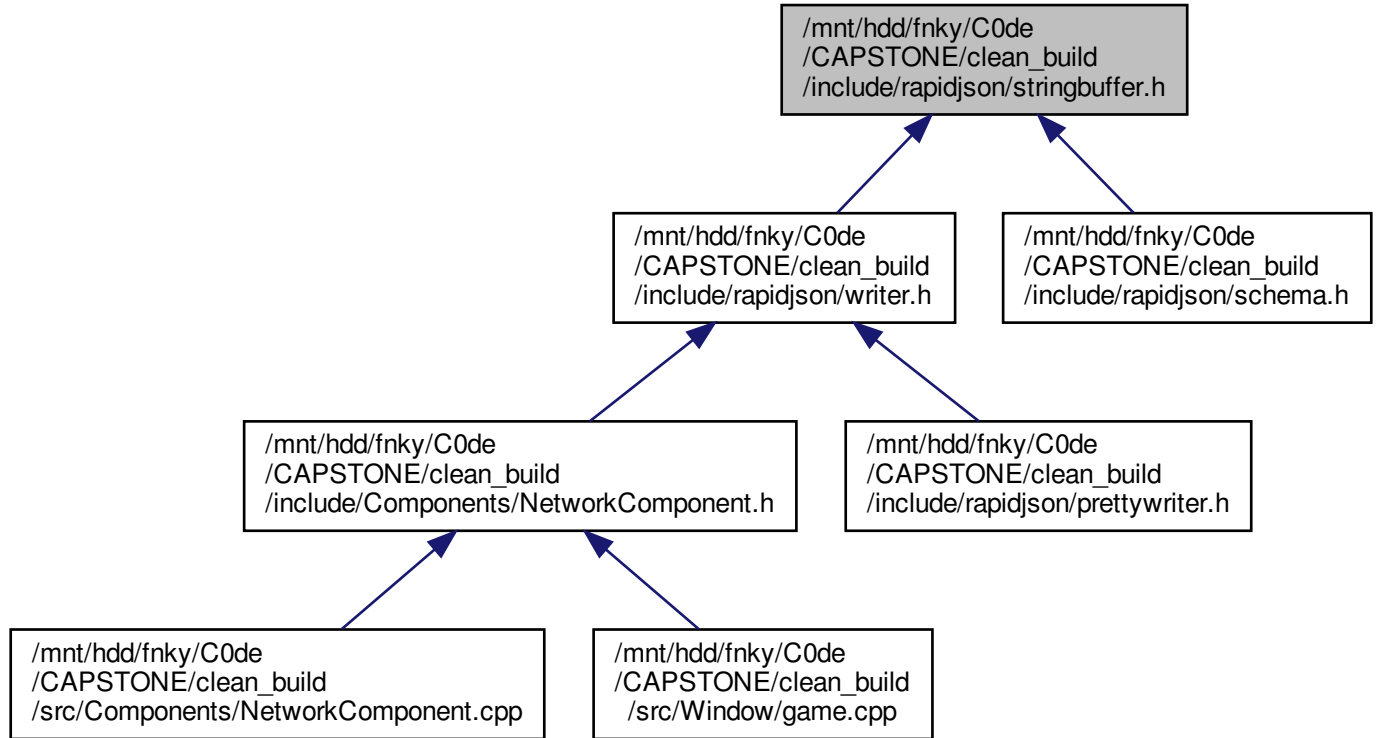 /mnt/hdd/fnky/C0de
/CAPSTONE/clean_build
/include/rapidjson/stringbuffer.h
/mnt/hdd/fnky/C0de
/CAPSTONE/clean_build
/include/rapidjson/writer.h
/mnt/hdd/fnky/C0de
/CAPSTONE/clean_build
/include/rapidjson/schema.h
/mnt/hdd/fnky/C0de
/CAPSTONE/clean_build
/include/Components/NetworkComponent.h
/mnt/hdd/fnky/C0de
/CAPSTONE/clean_build
/include/rapidjson/prettywriter.h
/mnt/hdd/fnky/C0de
/CAPSTONE/clean_build
/src/Components/NetworkComponent.cpp
/mnt/hdd/fnky/C0de
/CAPSTONE/clean_build
/src/Window/game.cpp